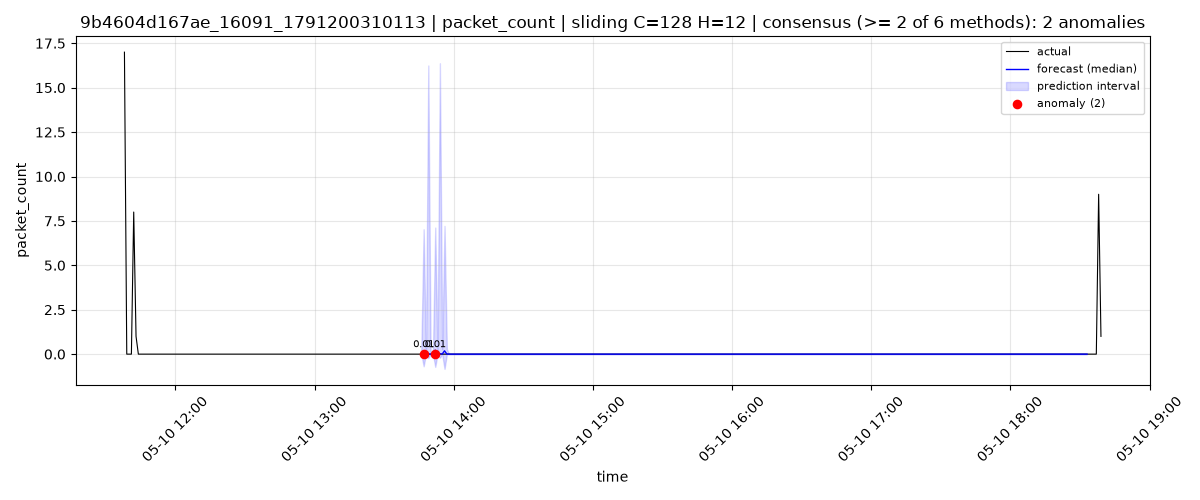 9b4604d167ae_16091_1791200310113 | packet_count | sliding C=128 H=12 | consensus (>= 2 of 6 methods): 2 anomalies
actual
forecast (median)
prediction interval
anomaly (2)
packet_count
17.5
15.0
12.5
10.0
7.5
5.0
2.5
0.0
05-10 12:00
05-10 13:00
05-10 14:00
05-10 15:00
05-10 16:00
05-10 17:00
05-10 18:00
05-10 19:00
time